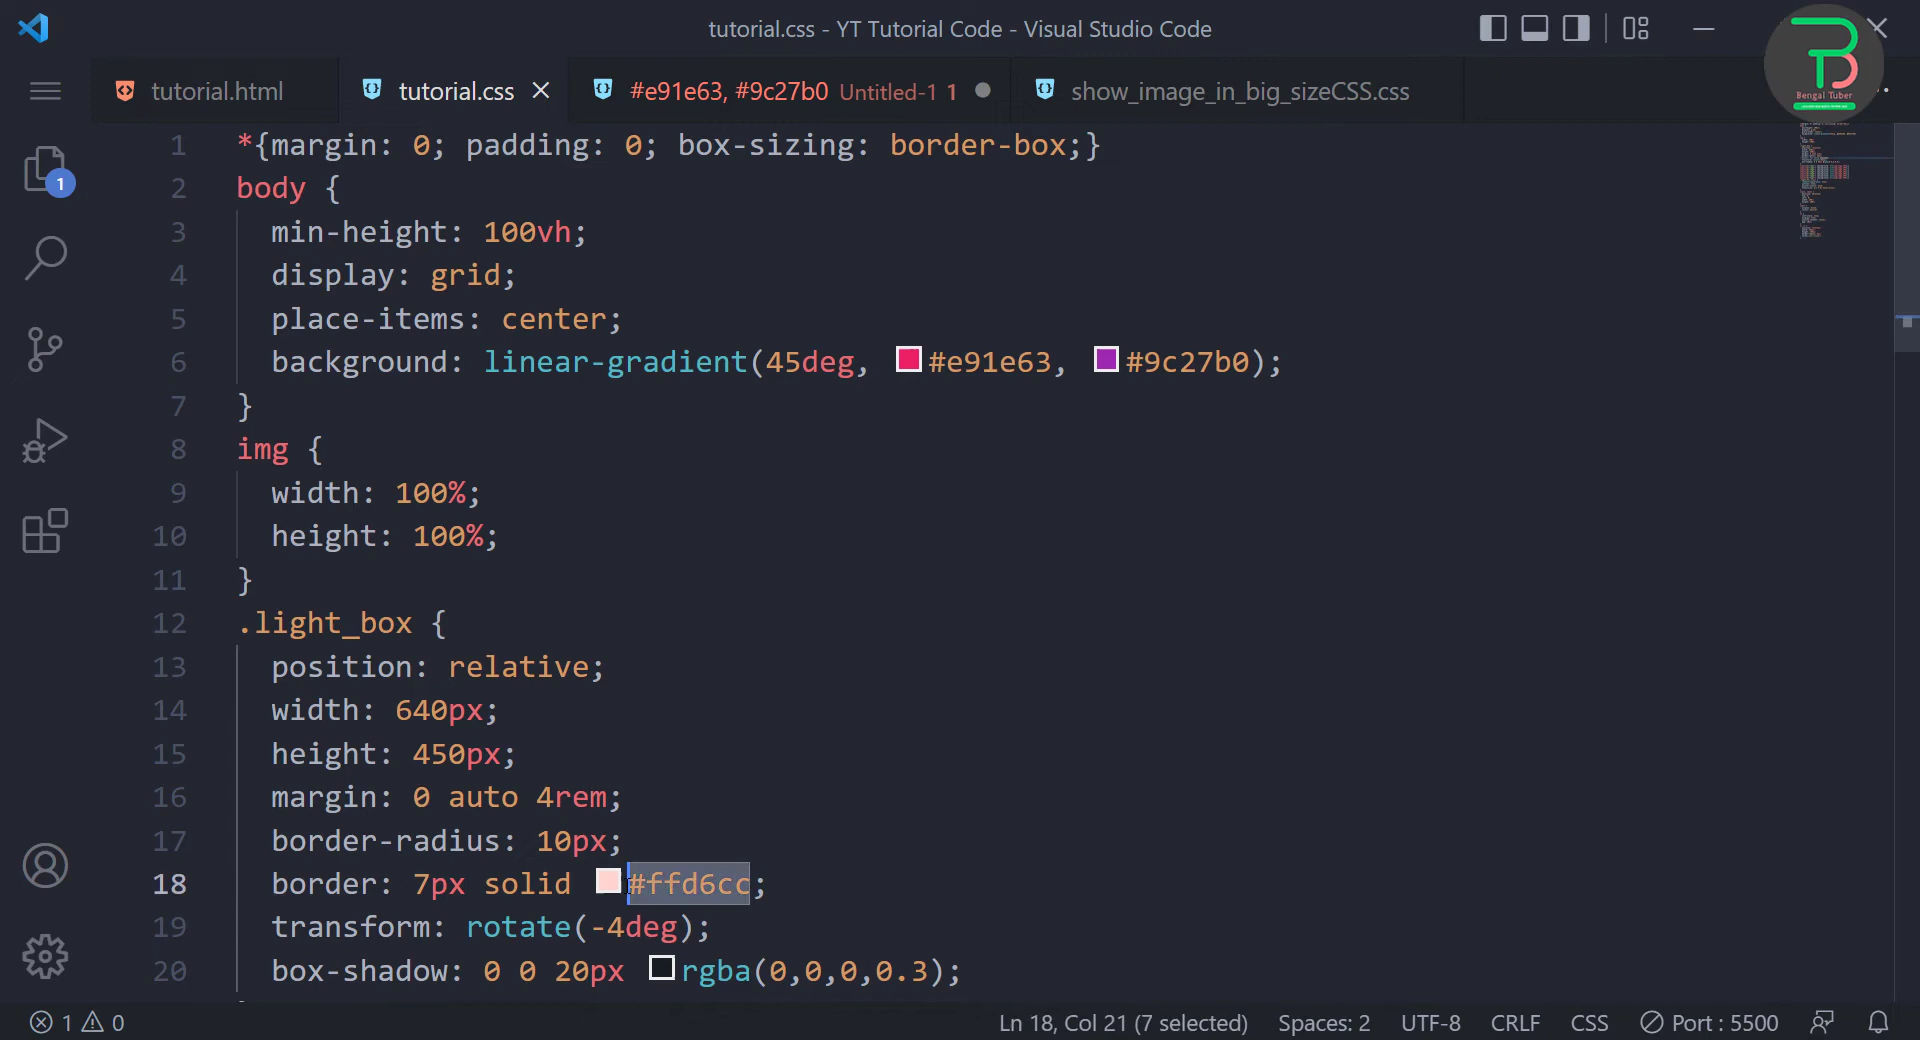 tutorial.css - YT Tutorial Code - Visual Studio Code
TB
Bengal Tuber
tutorial.html
tutorial.css
#e91e63, #9c27b0 Untitled-1 1
show_image_in_big_sizeCSS.css
1 *{margin: 0; padding: 0; box-sizing: border-box;}
2 body {
3 min-height: 100vh;
4 display: grid;
5 place-items: center;
6 background: linear-gradient(45deg, #e91e63, #9c27b0);
7 }
8 img {
9 width: 100%;
10 height: 100%;
11 }
12 .light_box {
13 position: relative;
14 width: 640px;
15 height: 450px;
16 margin: 0 auto 4rem;
17 border-radius: 10px;
18 border: 7px solid #ffd6cc;
19 transform: rotate(-4deg);
20 box-shadow: 0 0 20px rgba(0,0,0,0.3);
1
1 0
Ln 18, Col 21 (7 selected)
Spaces: 2
UTF-8
CRLF
CSS
Port : 5500